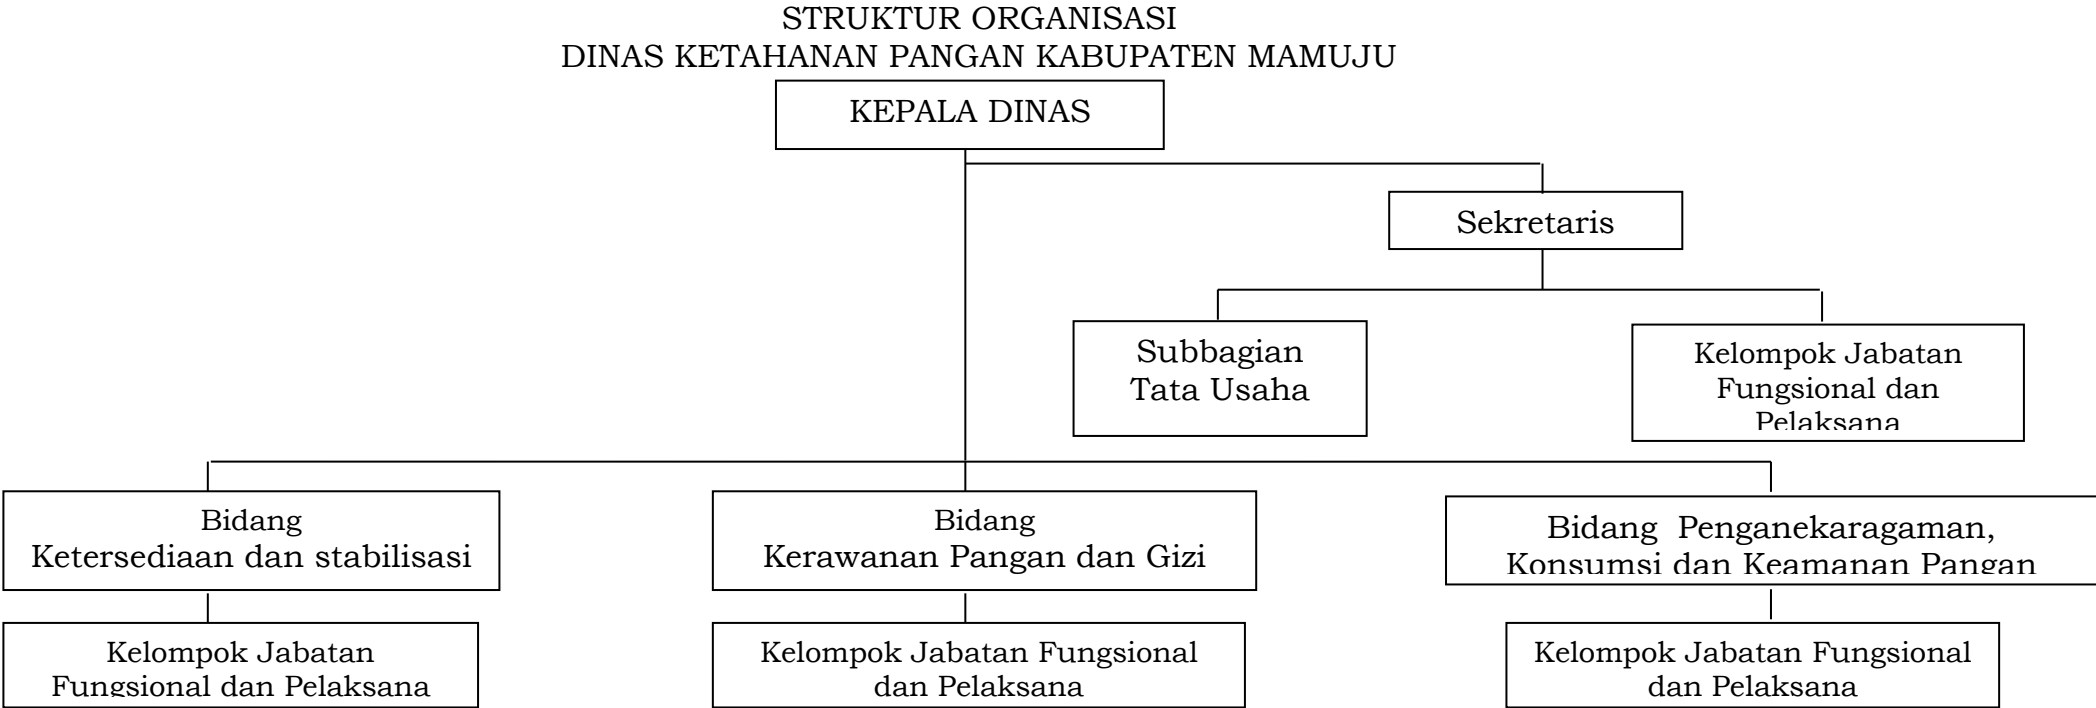 STRUKTUR ORGANISASI
DINAS KETAHANAN PANGAN KABUPATEN MAMUJU
KEPALA DINAS
Sekretaris
Subbagian
Tata Usaha
Kelompok Jabatan
Fungsional dan
Pelaksana
Bidang
Ketersediaan dan stabilisasi
Bidang
Kerawanan Pangan dan Gizi
Bidang Penganekaragaman,
Konsumsi dan Keamanan Pangan
Kelompok Jabatan
Fungsional dan Pelaksana
Kelompok Jabatan Fungsional
dan Pelaksana
Kelompok Jabatan Fungsional
dan Pelaksana